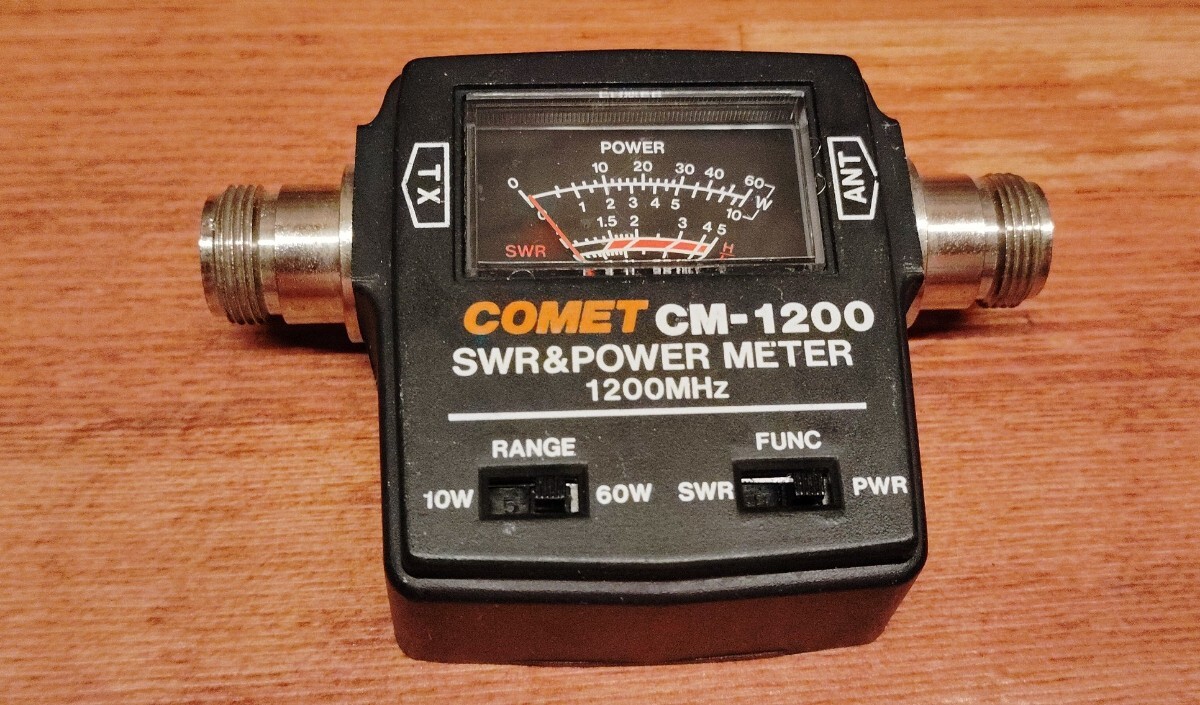 POWER
0 10 20 30 40 60
0 1 2 3 4 5 10 W
1.5 2 3 4 5
SWR H
TX
ANT
COMET CM-1200
SWR&POWER METER
1200MHz
RANGE
10W 60W
FUNC
SWR PWR